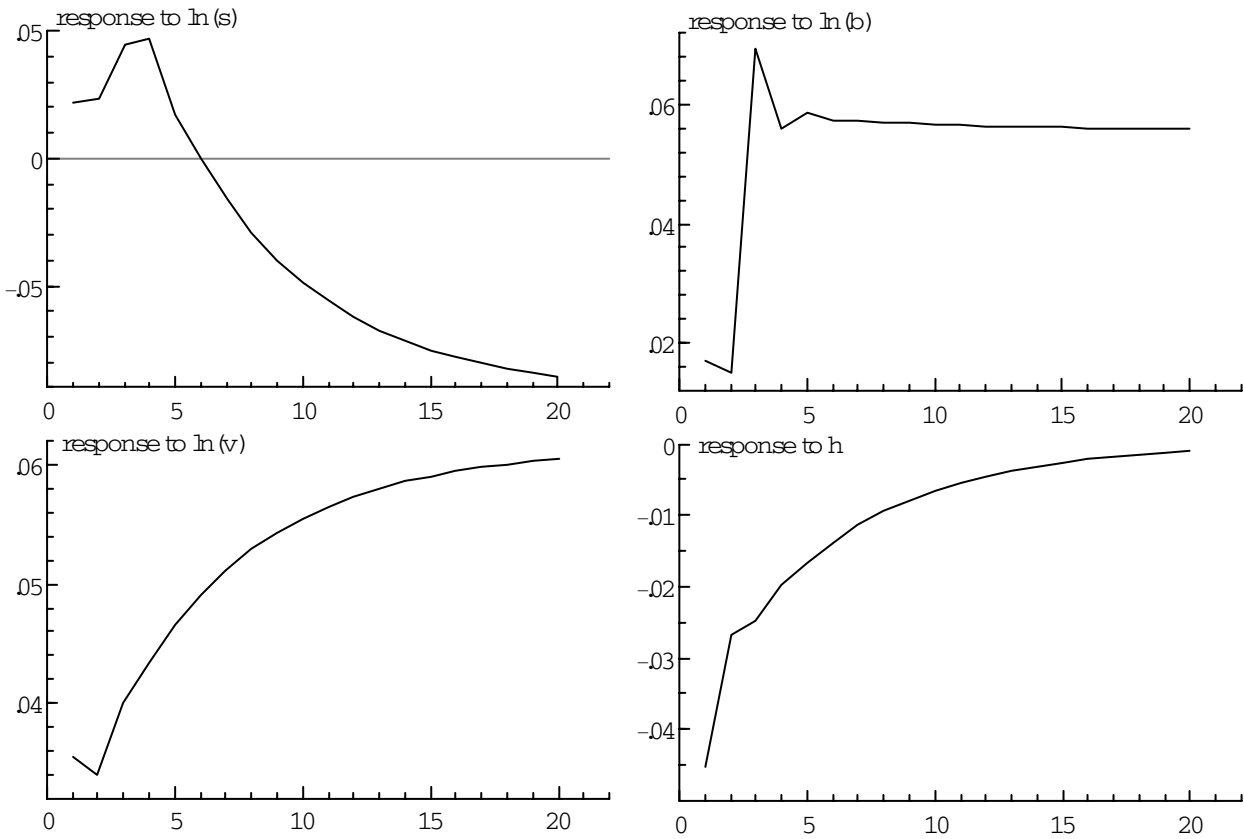 response to ln(s)
.05
0
-.05
0 5 10 15 20
response to ln(b)
.06
.04
.02
0 5 10 15 20
response to ln(v)
.06
.05
.04
0 5 10 15 20
response to h
0
-.01
-.02
-.03
-.04
0 5 10 15 20